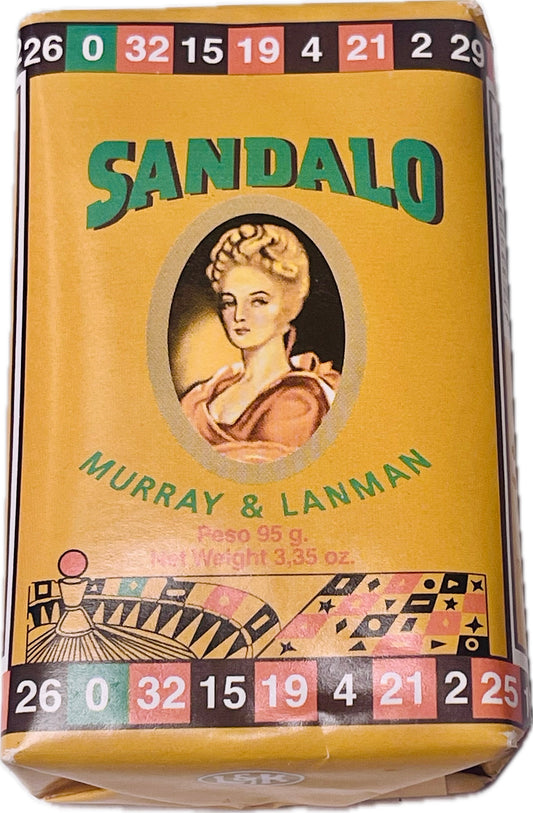 26 0 32 15 19 4 21 2 29
SANDALO
MURRAY & LANMAN
Peso 95 g.
Net Weight 3,35 oz.
26 0 32 15 19 4 21 2 25